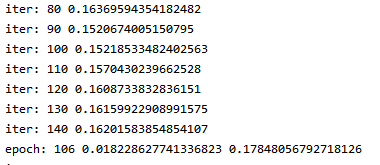 iter: 80 0.16369594354182482
iter: 90 0.1520674005150795
iter: 100 0.15218533482402563
iter: 110 0.1570430239662528
iter: 120 0.1608733832836151
iter: 130 0.16159922908991575
iter: 140 0.16201583854854107
epoch: 106 0.018228627741336823 0.17848056792718126